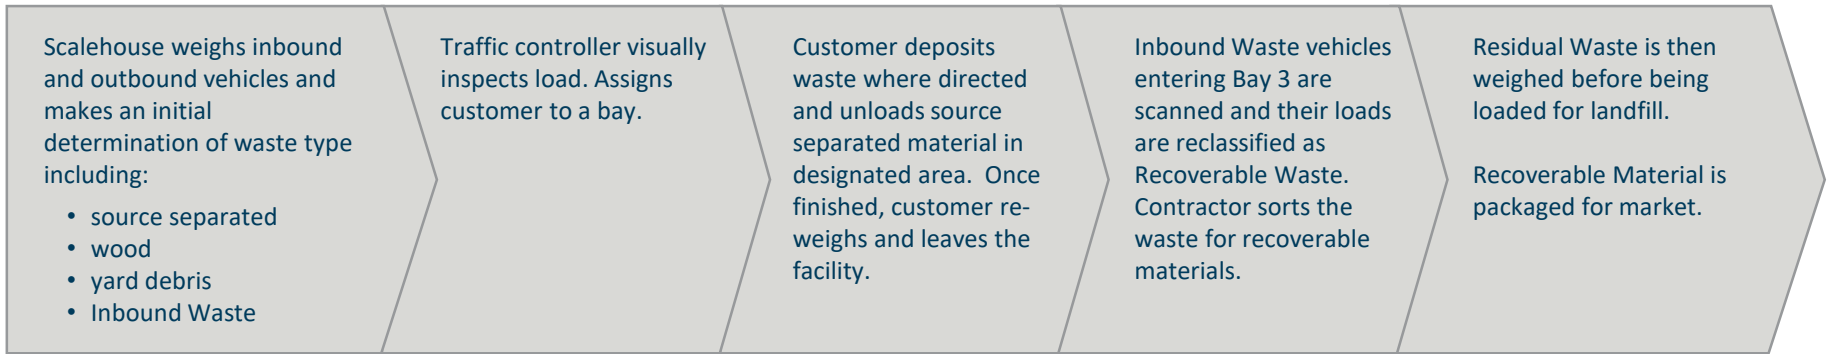 Scalehouse weighs inbound
and outbound vehicles and
makes an initial
determination of waste type
including:
• source separated
• wood
• yard debris
• Inbound Waste
Traffic controller visually
inspects load. Assigns
customer to a bay.
Customer deposits
waste where directed
and unloads source
separated material in
designated area.  Once
finished, customer re-
weighs and leaves the
facility.
Inbound Waste vehicles
entering Bay 3 are
scanned and their loads
are reclassified as
Recoverable Waste.
Contractor sorts the
waste for recoverable
materials.
Residual Waste is then
weighed before being
loaded for landfill.
Recoverable Material is
packaged for market.